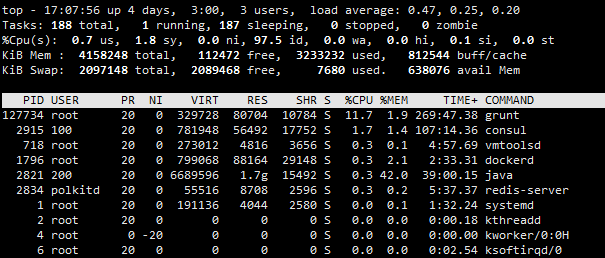 top - 17:07:56 up 4 days,  3:00,  3 users,  load average: 0.47, 0.25, 0.20
Tasks: 188 total,   1 running, 187 sleeping,   0 stopped,   0 zombie
%Cpu(s):  0.7 us,  1.8 sy,  0.0 ni, 97.5 id,  0.0 wa,  0.0 hi,  0.1 si,  0.0 st
KiB Mem :  4158248 total,   112472 free,  3233232 used,   812544 buff/cache
KiB Swap:  2097148 total,  2089468 free,     7680 used.   638076 avail Mem
PID USER      PR  NI    VIRT    RES    SHR S  %CPU %MEM     TIME+ COMMAND
127734 root      20   0  329728  80704  10784 S  11.7  1.9 269:47.38 grunt
2915 100       20   0  781948  56492  17752 S   1.7  1.4 107:14.36 consul
718 root      20   0  273012   4816   3656 S   0.3  0.1   4:57.69 vmtoolsd
1796 root      20   0  799068  88164  29148 S   0.3  2.1   2:33.31 dockerd
2821 200       20   0 6689596   1.7g  15492 S   0.3 42.0  39:00.15 java
2834 polkitd   20   0   55516   8708   2596 S   0.3  0.2   5:37.37 redis-server
1 root      20   0  191136   4044   2580 S   0.0  0.1   1:32.24 systemd
2 root      20   0       0      0      0 S   0.0  0.0   0:00.18 kthreadd
4 root       0 -20       0      0      0 S   0.0  0.0   0:00.00 kworker/0:0H
6 root      20   0       0      0      0 S   0.0  0.0   0:02.54 ksoftirqd/0